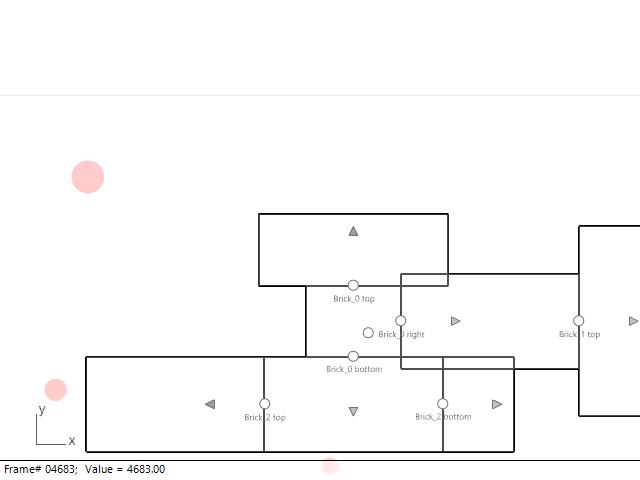 Brick_0 top
Brick_0 right
Brick_1 top
Brick_0 bottom
Brick_2 top
Brick_2 bottom
y
x
Frame# 04683; Value = 4683.00